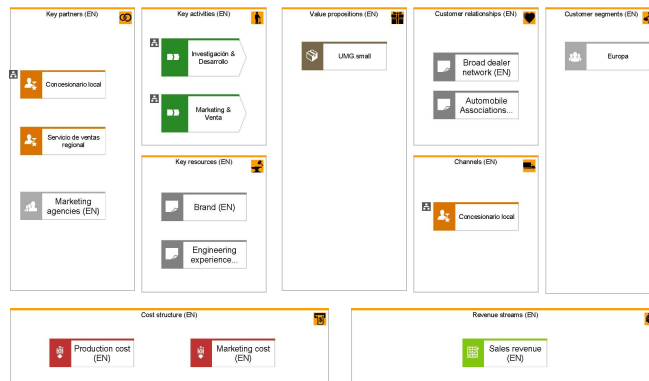 Key partners (EN)
Concesionario local
Servicio de ventas
regional
Marketing
agencies (EN)
Key activities (EN)
Investigación &
Desarrollo
Marketing &
Venta
Key resources (EN)
Brand (EN)
Engineering
experience...
Value propositions (EN)
UMG small
Customer relationships (EN)
Broad dealer
network (EN)
Automobile
Associations...
Channels (EN)
Concesionario local
Customer segments (EN)
Europa
Cost structure (EN)
Production cost
(EN)
Marketing cost
(EN)
Revenue streams (EN)
Sales revenue
(EN)